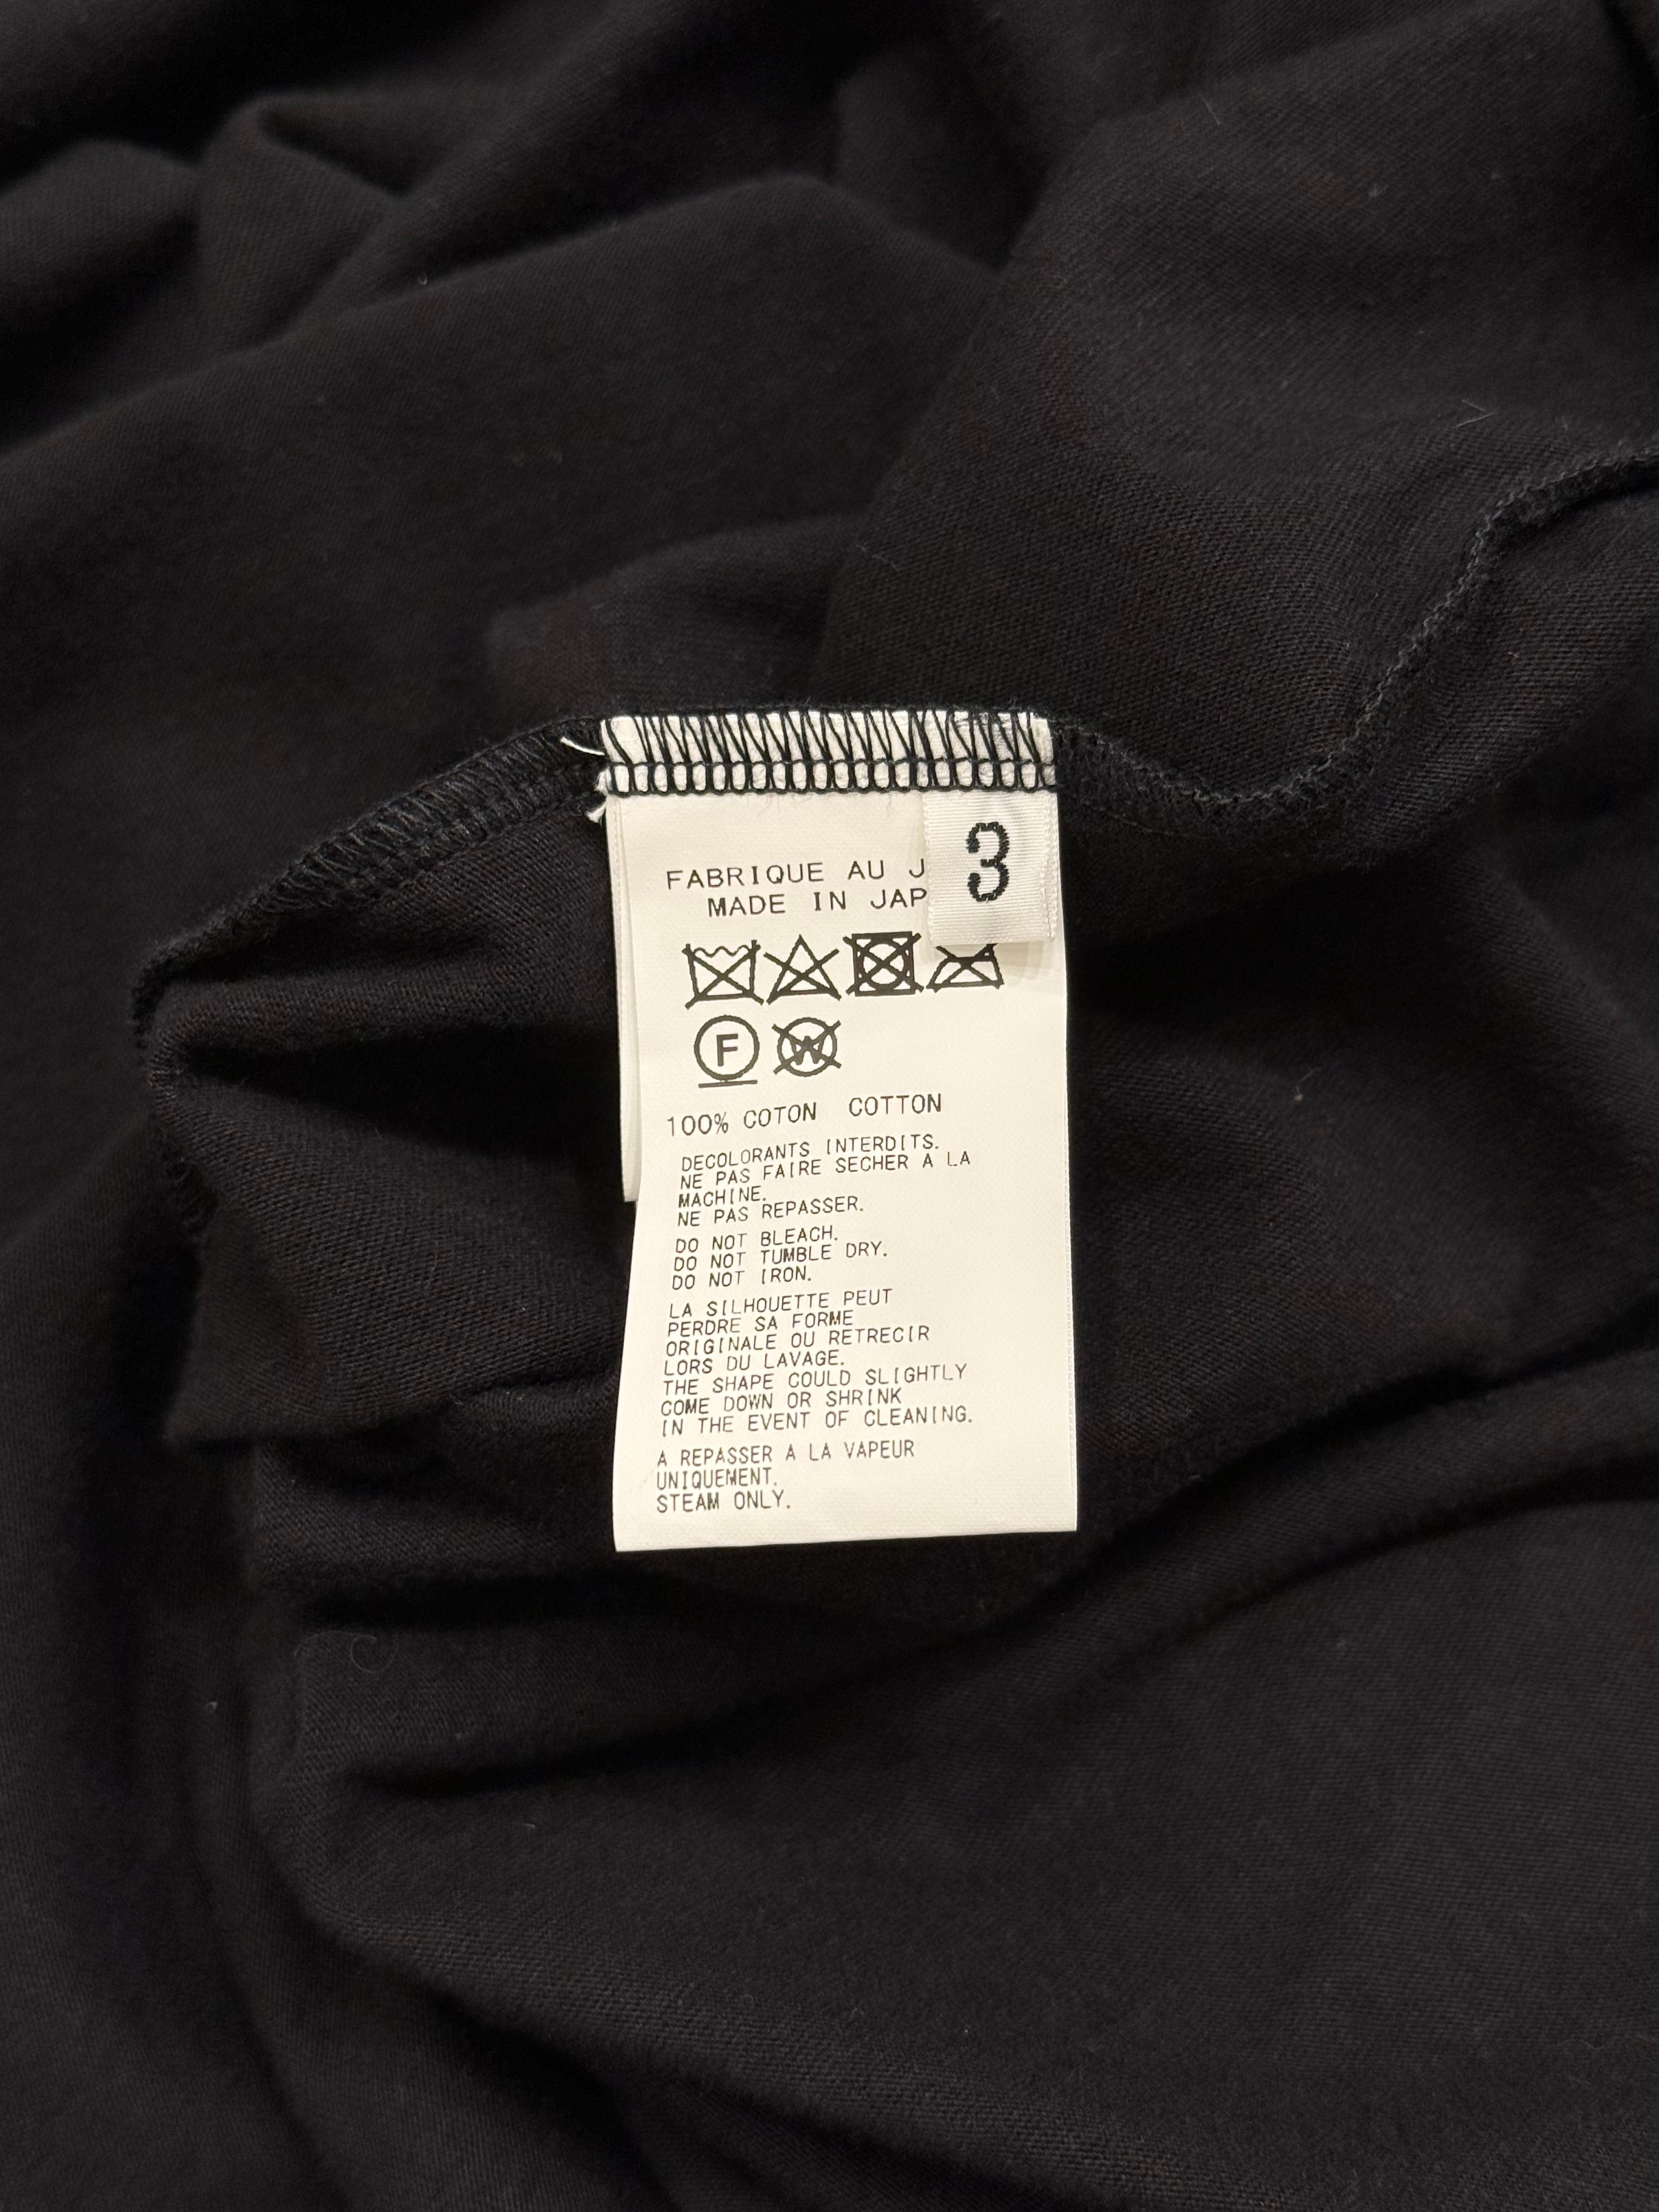 3
FABRIQUE AU J
MADE IN JAP
F
W
100% COTON COTTON
DECOLORANTS INTERDITS.
NE PAS FAIRE SECHER A LA
MACHINE.
NE PAS REPASSER.
DO NOT BLEACH.
DO NOT TUMBLE DRY.
DO NOT IRON.
LA SILHOUETTE PEUT
PERDRE SA FORME
ORIGINALE OU RETRECIR
LORS DU LAVAGE.
THE SHAPE COULD SLIGHTLY
COME DOWN OR SHRINK
IN THE EVENT OF CLEANING.
A REPASSER A LA VAPEUR
UNIQUEMENT.
STEAM ONLY.